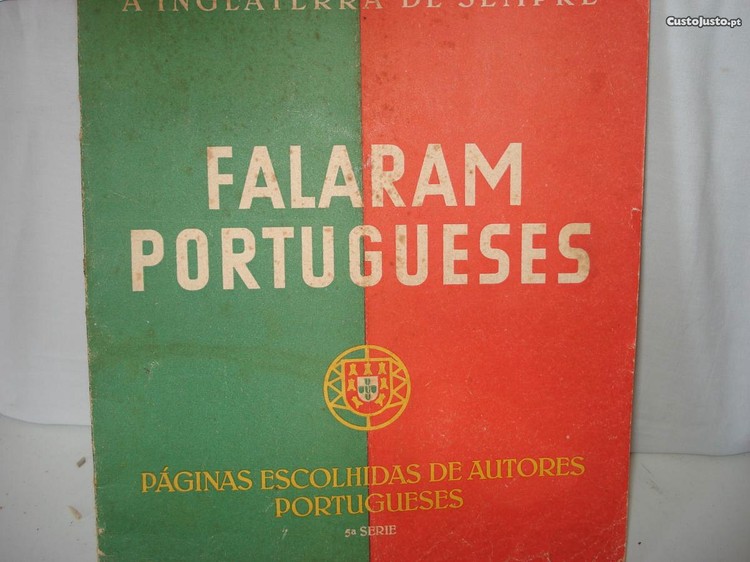 CustoJusto.pt
A INGLATERRA DE SEMPRE
FALARAM
PORTUGUESES
PÁGINAS ESCOLHIDAS DE AUTORES
PORTUGUESES
5ª SERIE